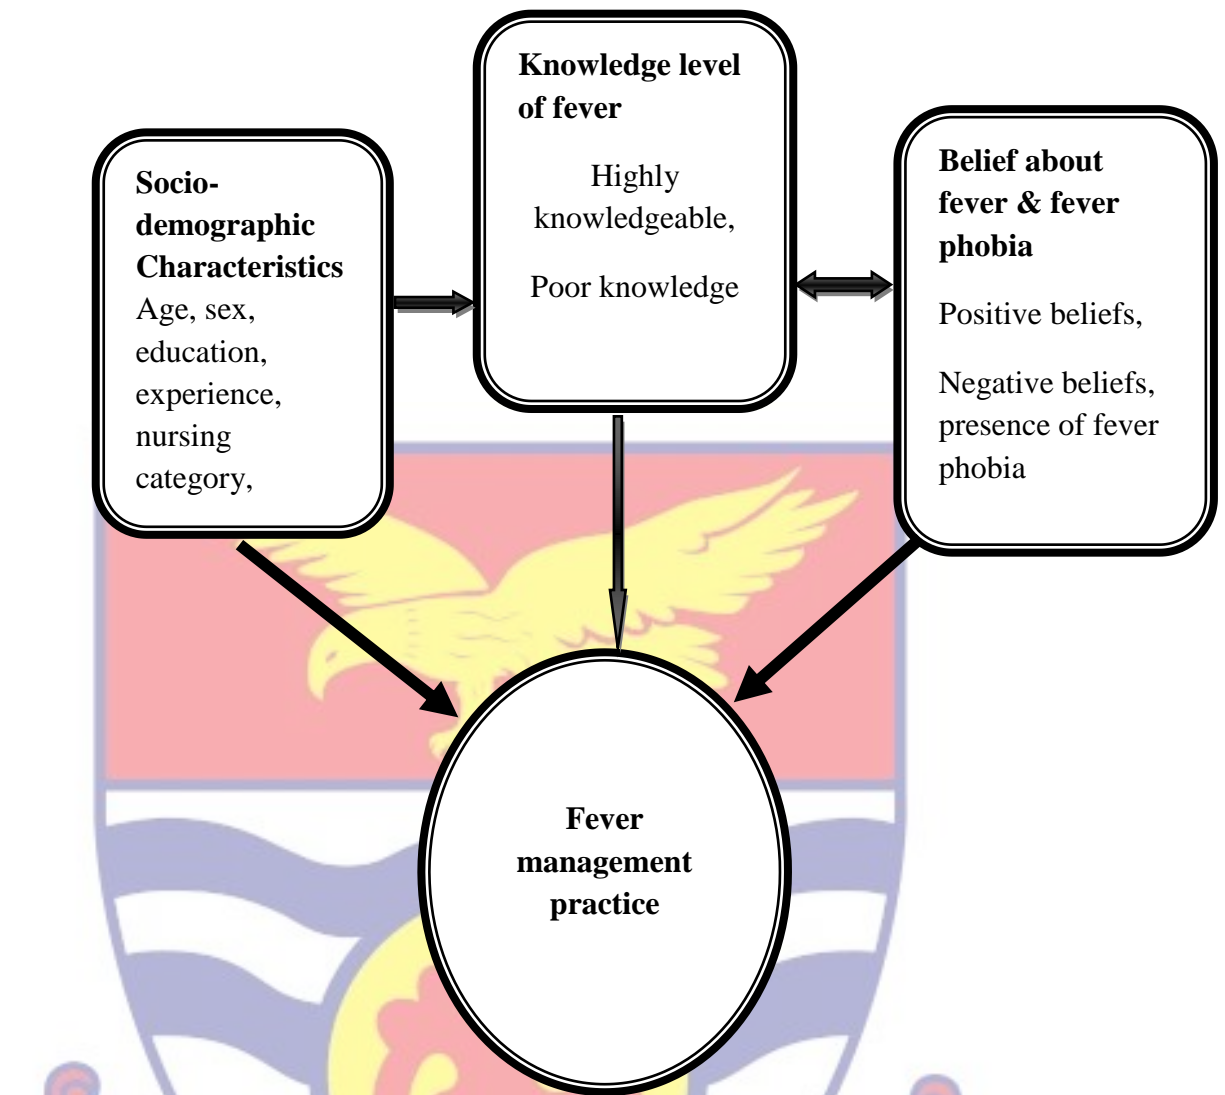 Socio-
demographic
Characteristics
Age, sex,
education,
experience,
nursing
category,
Knowledge level
of fever
Highly
knowledgeable,
Poor knowledge
Belief about
fever & fever
phobia
Positive beliefs,
Negative beliefs,
presence of fever
phobia
Fever
management
practice